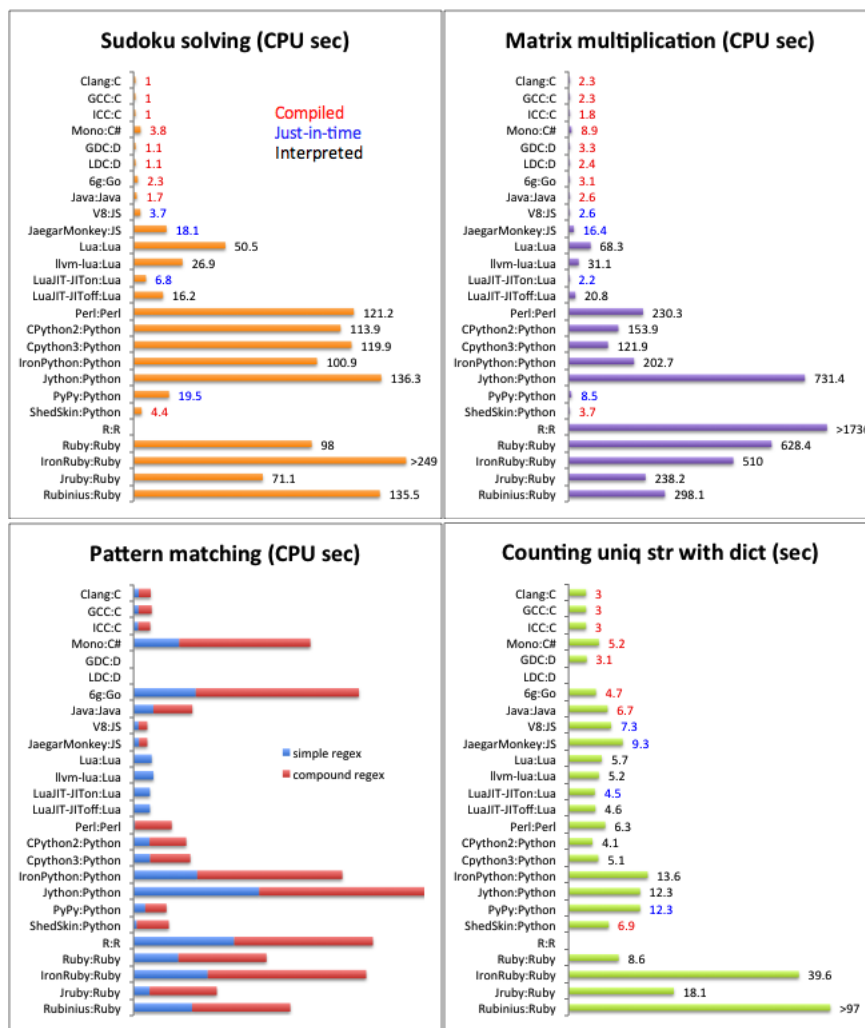 Sudoku solving (CPU sec)
Clang:C 1
GCC:C 1
ICC:C 1
Mono:C# 3.8
GDC:D 1.1
LDC:D 1.1
6g:Go 2.3
Java:Java 1.7
V8:JS 3.7
JaegarMonkey:JS 18.1
Lua:Lua 50.5
llvm-lua:Lua 26.9
LuaJIT-JITon:Lua 6.8
LuaJIT-JIToff:Lua 16.2
Perl:Perl 121.2
CPython2:Python 113.9
Cpython3:Python 119.9
IronPython:Python 100.9
Jython:Python 136.3
PyPy:Python 19.5
ShedSkin:Python 4.4
R:R
Ruby:Ruby 98
IronRuby:Ruby >249
Jruby:Ruby 71.1
Rubinius:Ruby 135.5
Compiled
Just-in-time
Interpreted
Matrix multiplication (CPU sec)
Clang:C 2.3
GCC:C 2.3
ICC:C 1.8
Mono:C# 8.9
GDC:D 3.3
LDC:D 2.4
6g:Go 3.1
Java:Java 2.6
V8:JS 2.6
JaegarMonkey:JS 16.4
Lua:Lua 68.3
llvm-lua:Lua 31.1
LuaJIT-JITon:Lua 2.2
LuaJIT-JIToff:Lua 20.8
Perl:Perl 230.3
CPython2:Python 153.9
Cpython3:Python 121.9
IronPython:Python 202.7
Jython:Python 731.4
PyPy:Python 8.5
ShedSkin:Python 3.7
R:R >1736
Ruby:Ruby 628.4
IronRuby:Ruby 510
Jruby:Ruby 238.2
Rubinius:Ruby 298.1
Pattern matching (CPU sec)
Clang:C
GCC:C
ICC:C
Mono:C#
GDC:D
LDC:D
6g:Go
Java:Java
V8:JS
JaegarMonkey:JS
Lua:Lua
llvm-lua:Lua
LuaJIT-JITon:Lua
LuaJIT-JIToff:Lua
Perl:Perl
CPython2:Python
Cpython3:Python
IronPython:Python
Jython:Python
PyPy:Python
ShedSkin:Python
R:R
Ruby:Ruby
IronRuby:Ruby
Jruby:Ruby
Rubinius:Ruby
simple regex
compound regex
Counting uniq str with dict (sec)
Clang:C 3
GCC:C 3
ICC:C 3
Mono:C# 5.2
GDC:D 3.1
LDC:D
6g:Go 4.7
Java:Java 6.7
V8:JS 7.3
JaegarMonkey:JS 9.3
Lua:Lua 5.7
llvm-lua:Lua 5.2
LuaJIT-JITon:Lua 4.5
LuaJIT-JIToff:Lua 4.6
Perl:Perl 6.3
CPython2:Python 4.1
Cpython3:Python 5.1
IronPython:Python 13.6
Jython:Python 12.3
PyPy:Python 12.3
ShedSkin:Python 6.9
R:R
Ruby:Ruby 8.6
IronRuby:Ruby 39.6
Jruby:Ruby 18.1
Rubinius:Ruby >97